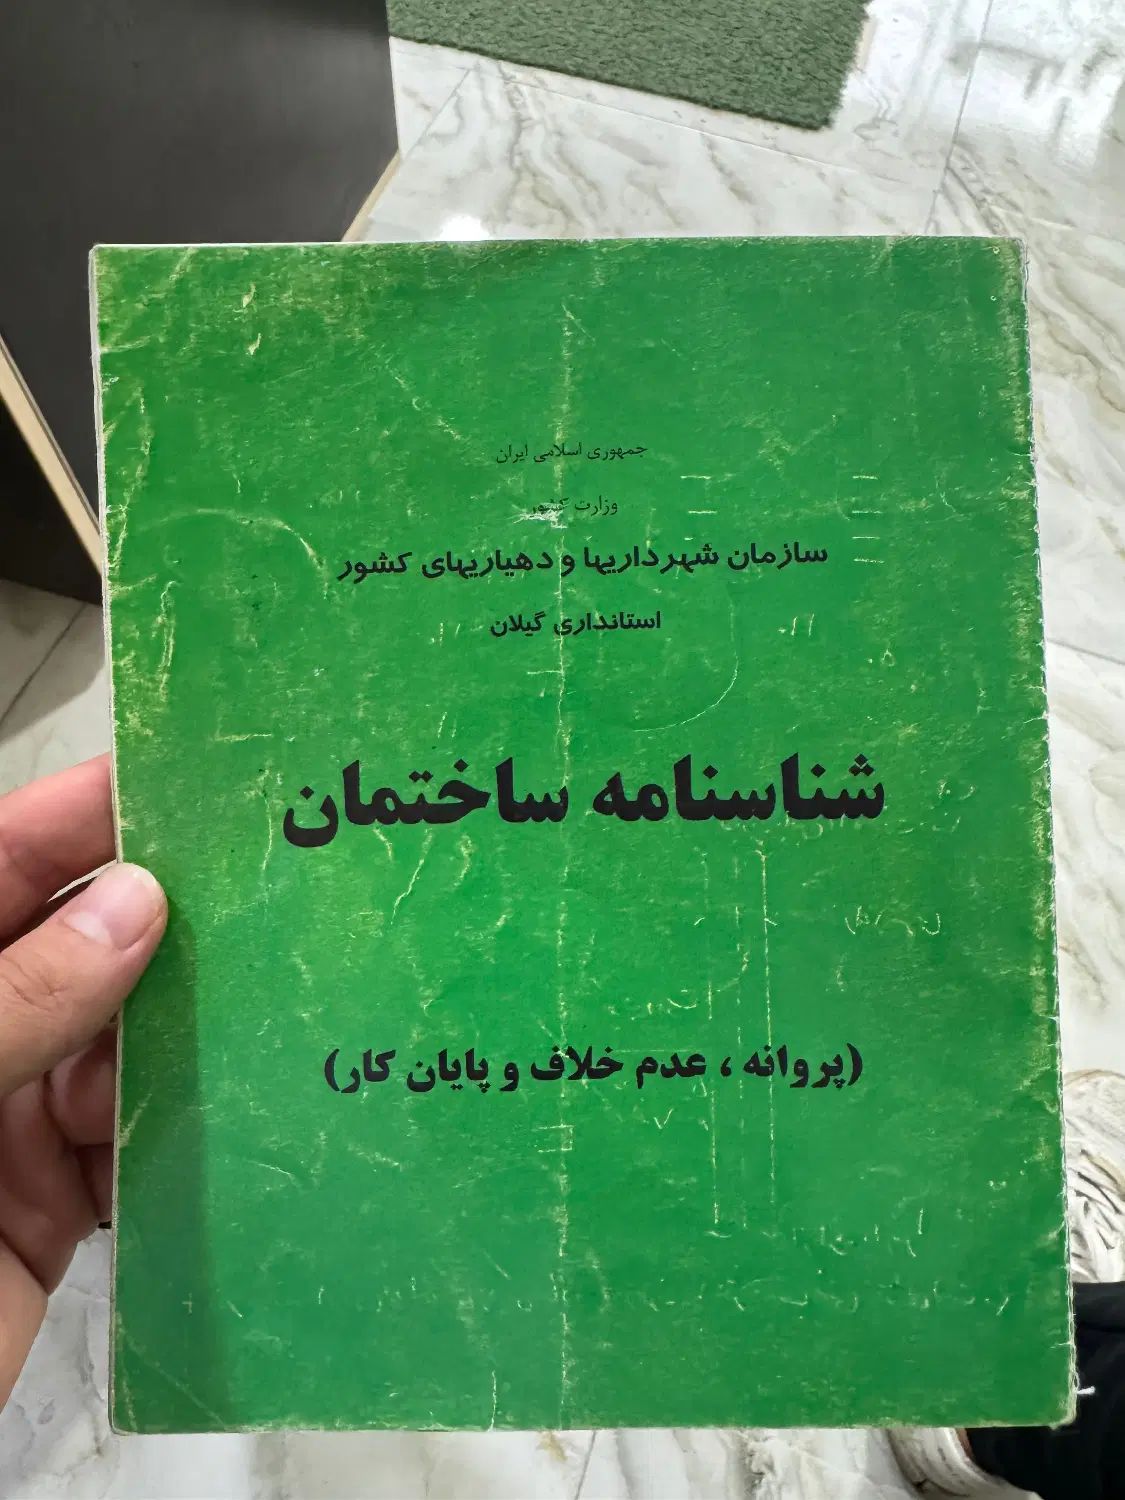 جمهوری اسلامی ایران
وزارت کشور
سازمان شهرداریها و دهیاریهای کشور
استانداری گیلان
شناسنامه ساختمان
(پروانه ، عدم خلاف و پایان کار)